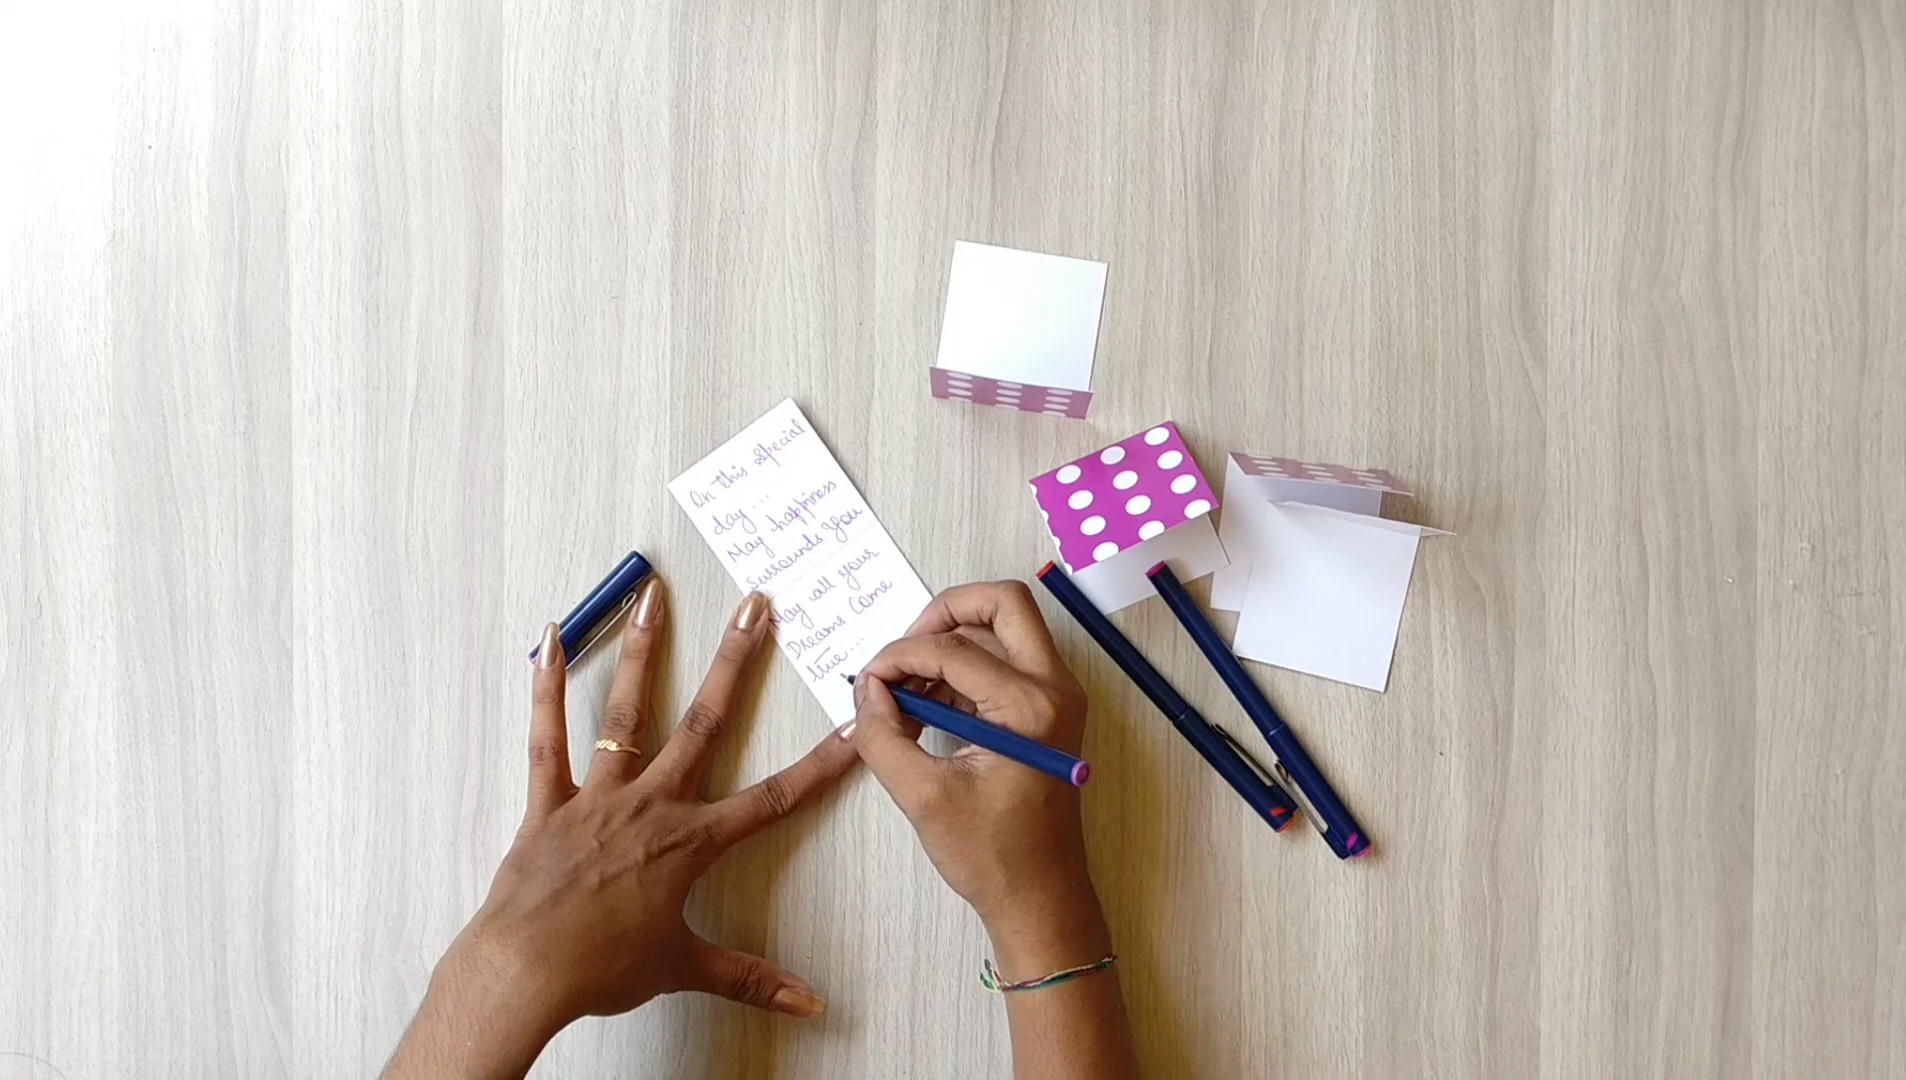 On this special
day...
May happiness
surrounds you
May all your
Dreams Come
true...